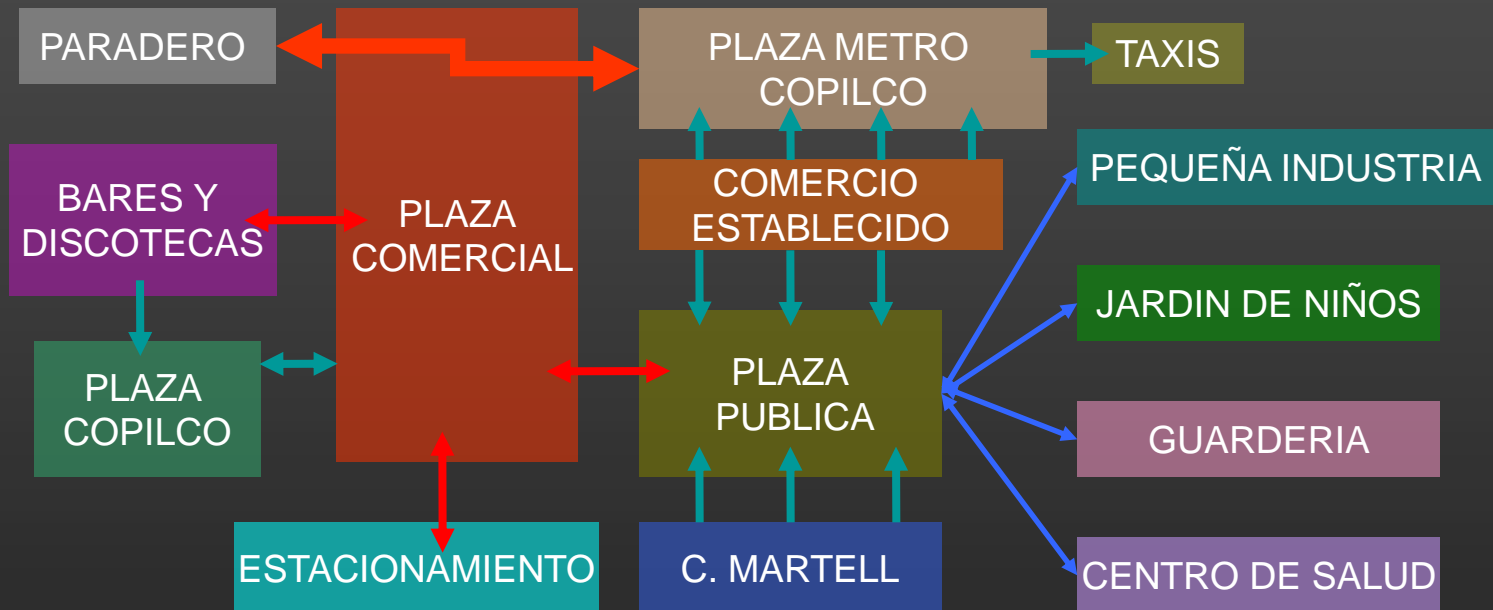 PARADERO
PLAZA METRO
COPILCO
TAXIS
BARES Y
DISCOTECAS
PLAZA
COMERCIAL
COMERCIO
ESTABLECIDO
PEQUEÑA INDUSTRIA
JARDIN DE NIÑOS
PLAZA
COPILCO
PLAZA
PUBLICA
GUARDERIA
ESTACIONAMIENTO
C. MARTELL
CENTRO DE SALUD